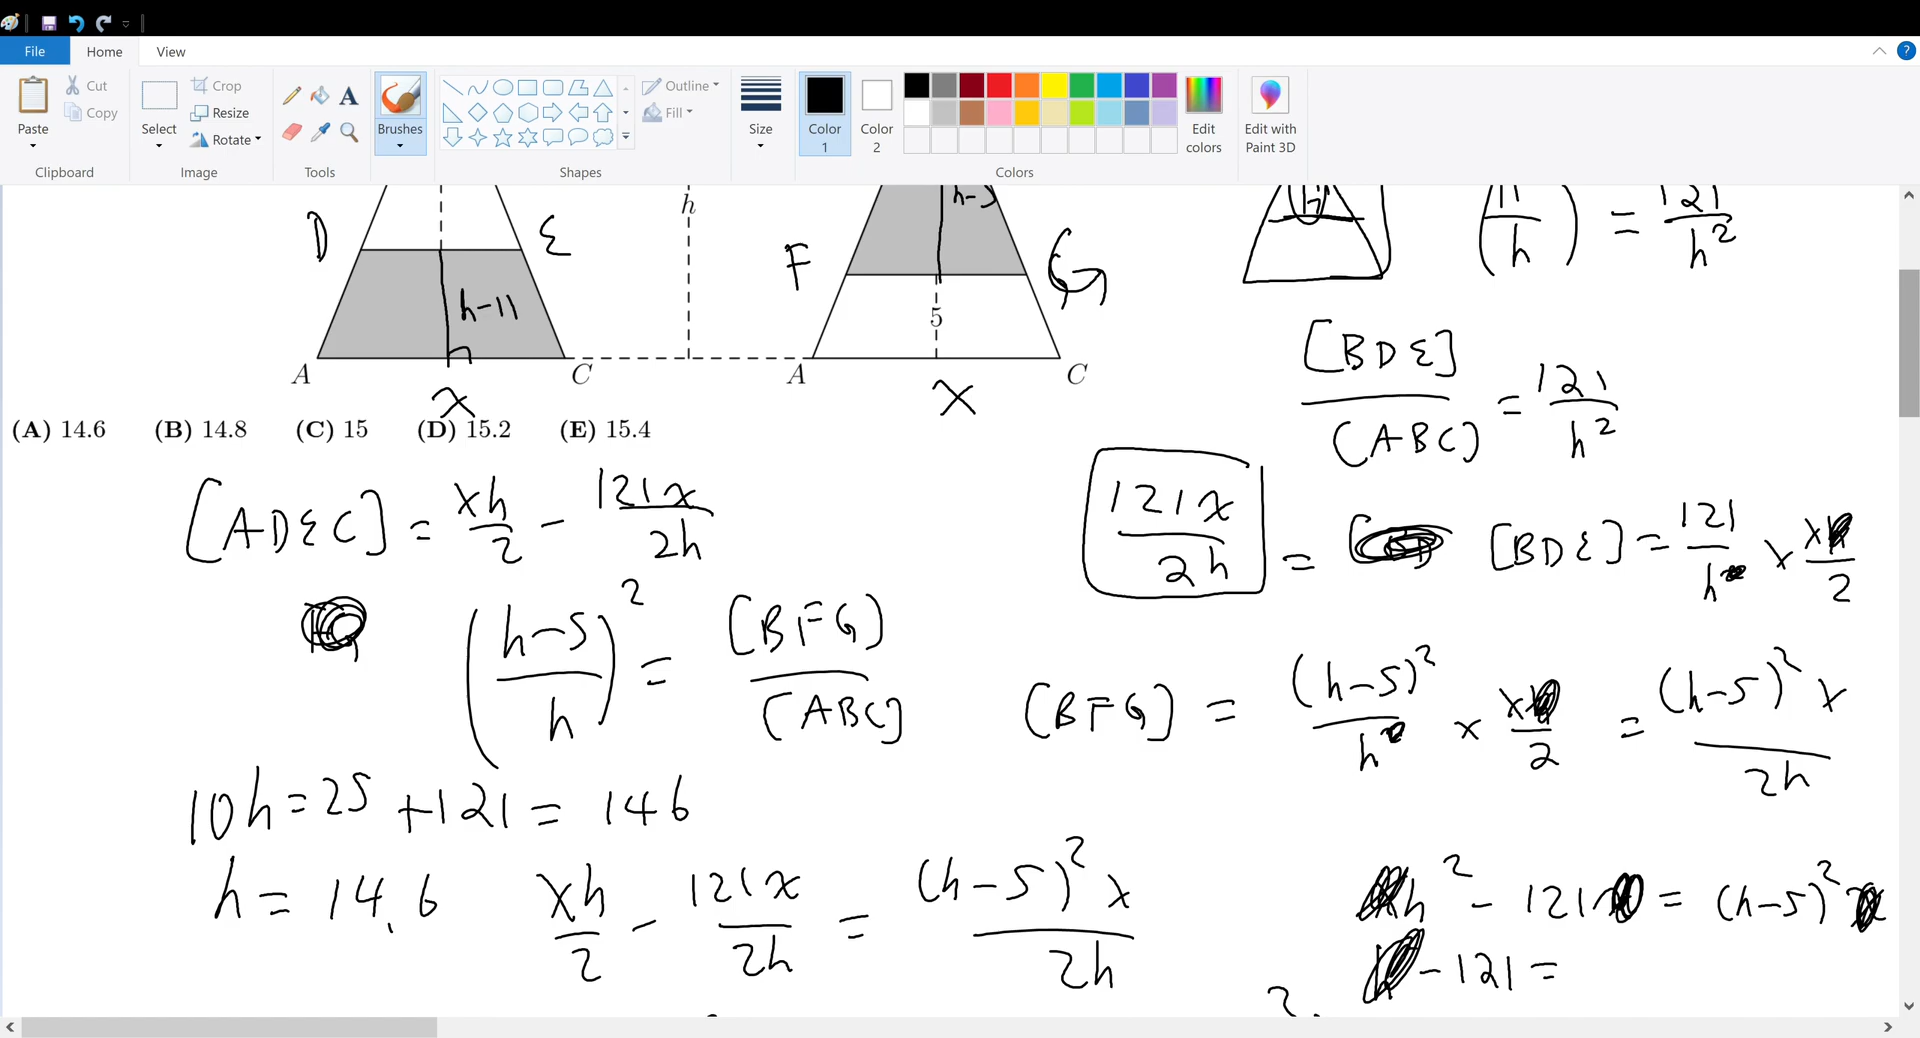 File Home View
Paste Cut Copy Select Crop Resize Rotate Brushes Outline Fill Size Color 1 Color 2 Edit colors Edit with Paint 3D
Clipboard Image Tools Shapes Colors
D E h-11 A C x
h
F G h-5 5 A C x
(11/h) = 121/h²
[BDE]/[ABC] = 121/h²
(A) 14.6 (B) 14.8 (C) 15 (D) 15.2 (E) 15.4
[ADEC] = xh/2 - 121x/2h
121x/2h = [BDE] = 121/h × x/2
((h-5)/h)² = [BFG]/[ABC]
[BFG] = (h-5)²/h × x/2 = (h-5)²x/2h
10h = 25 + 121 = 146
h = 14.6
xh/2 - 121x/2h = (h-5)²x/2h
h² - 121 = (h-5)²
- 121 =